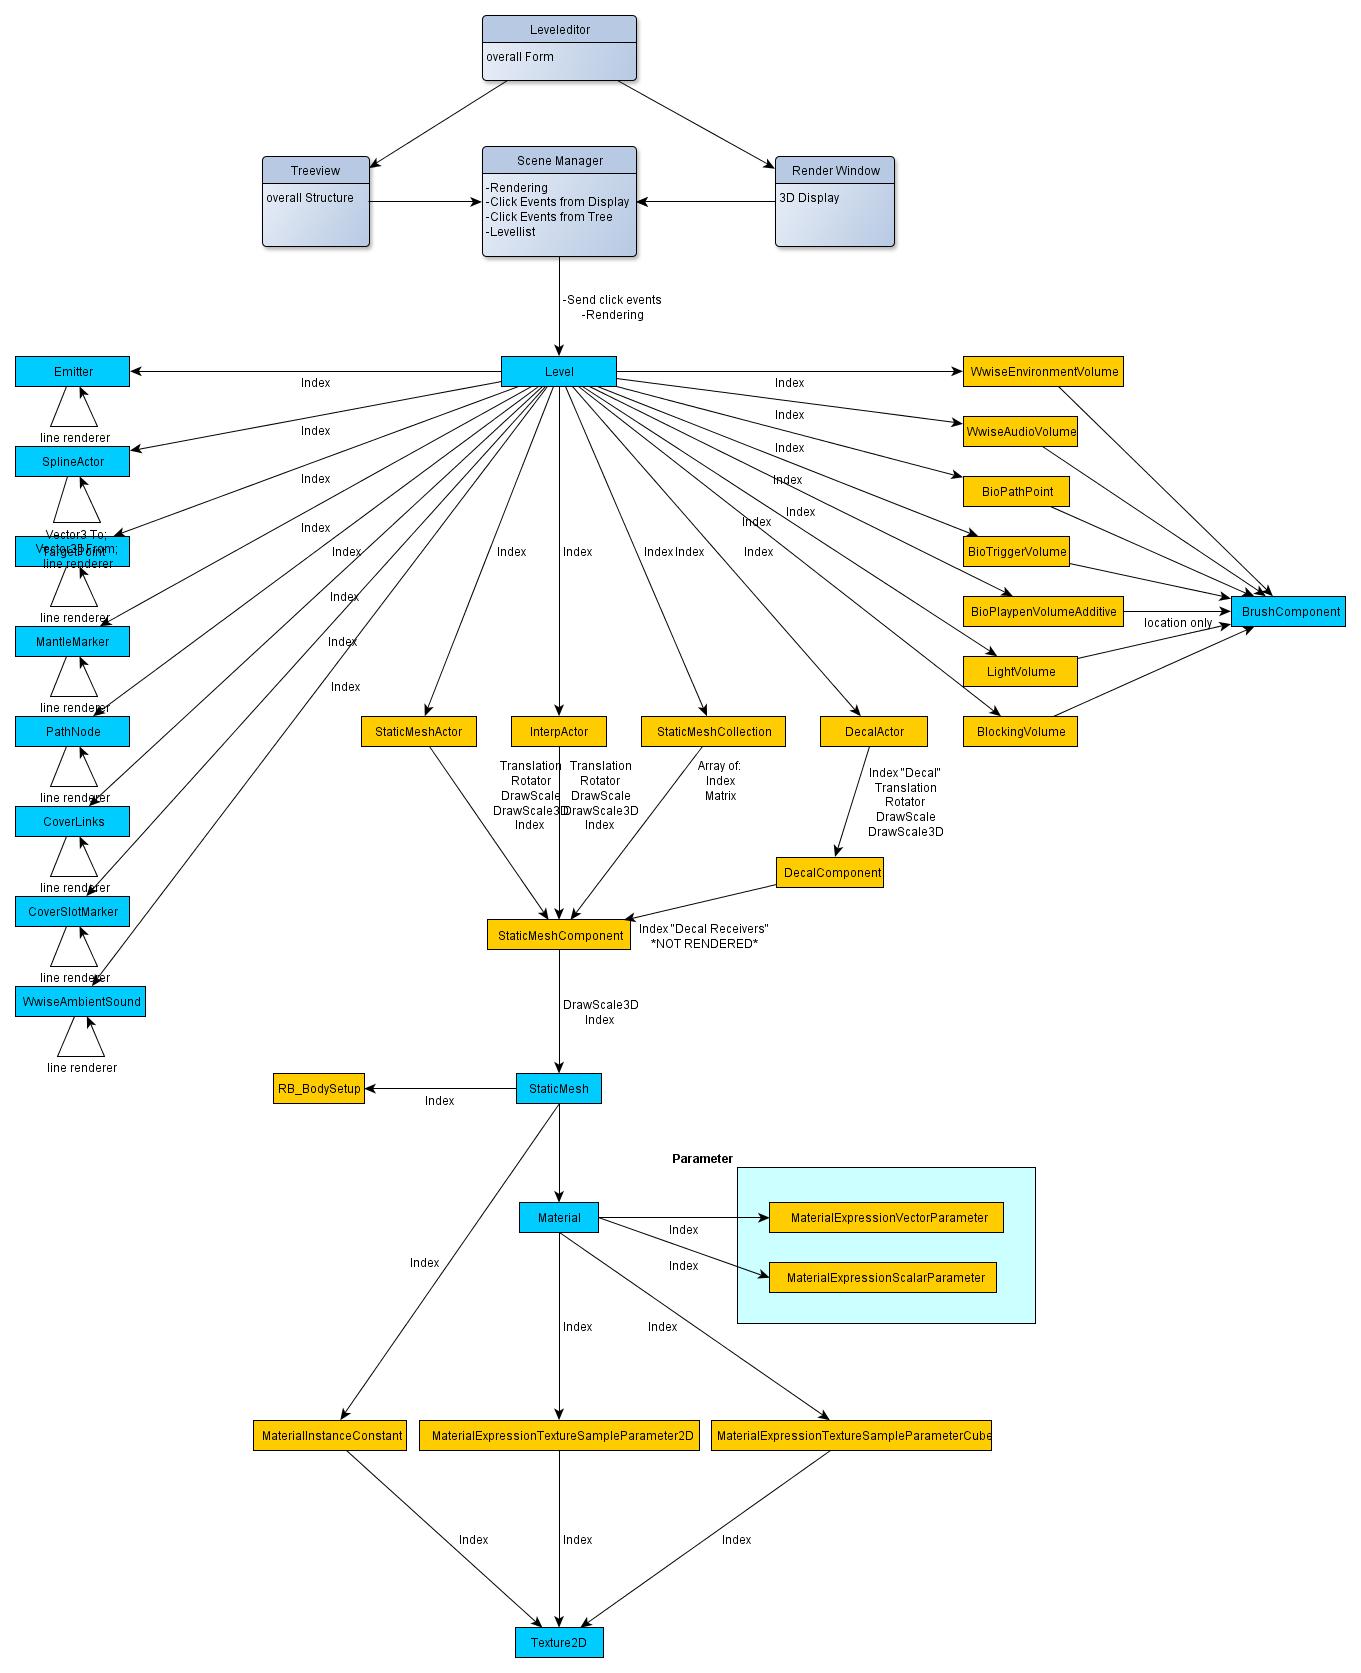 Leveleditor
overall Form
Treeview
overall Structure
Scene Manager
-Rendering
-Click Events from Display
-Click Events from Tree
-Levellist
Render Window
3D Display
-Send click events
-Rendering
Emitter
Index
Level
Index
WwiseEnvironmentVolume
line renderer
Index
Index
WwiseAudioVolume
SplineActor
Index
BioPathPoint
Index
Index
Vector3 To;
Vector3 From;
line renderer
TargetPoint
Index
Index
Index
BioTriggerVolume
Index
Index
Index
Index
Index
Index
Index
line renderer
BioPlaypenVolumeAdditive
BrushComponent
location only
MantleMarker
Index
LightVolume
line renderer
Index
PathNode
StaticMeshActor
InterpActor
StaticMeshCollection
DecalActor
BlockingVolume
line renderer
Translation
Rotator
DrawScale
DrawScale3D
Index
Translation
Rotator
DrawScale
DrawScale3D
Index
Array of:
Index
Matrix
Index "Decal"
Translation
Rotator
DrawScale
DrawScale3D
CoverLinks
line renderer
DecalComponent
CoverSlotMarker
StaticMeshComponent
Index "Decal Receivers"
*NOT RENDERED*
line renderer
WwiseAmbientSound
DrawScale3D
Index
line renderer
RB_BodySetup
Index
StaticMesh
Parameter
Material
Index
MaterialExpressionVectorParameter
Index
MaterialExpressionScalarParameter
Index
Index
Index
MaterialInstanceConstant
MaterialExpressionTextureSampleParameter2D
MaterialExpressionTextureSampleParameterCube
Index
Index
Index
Texture2D